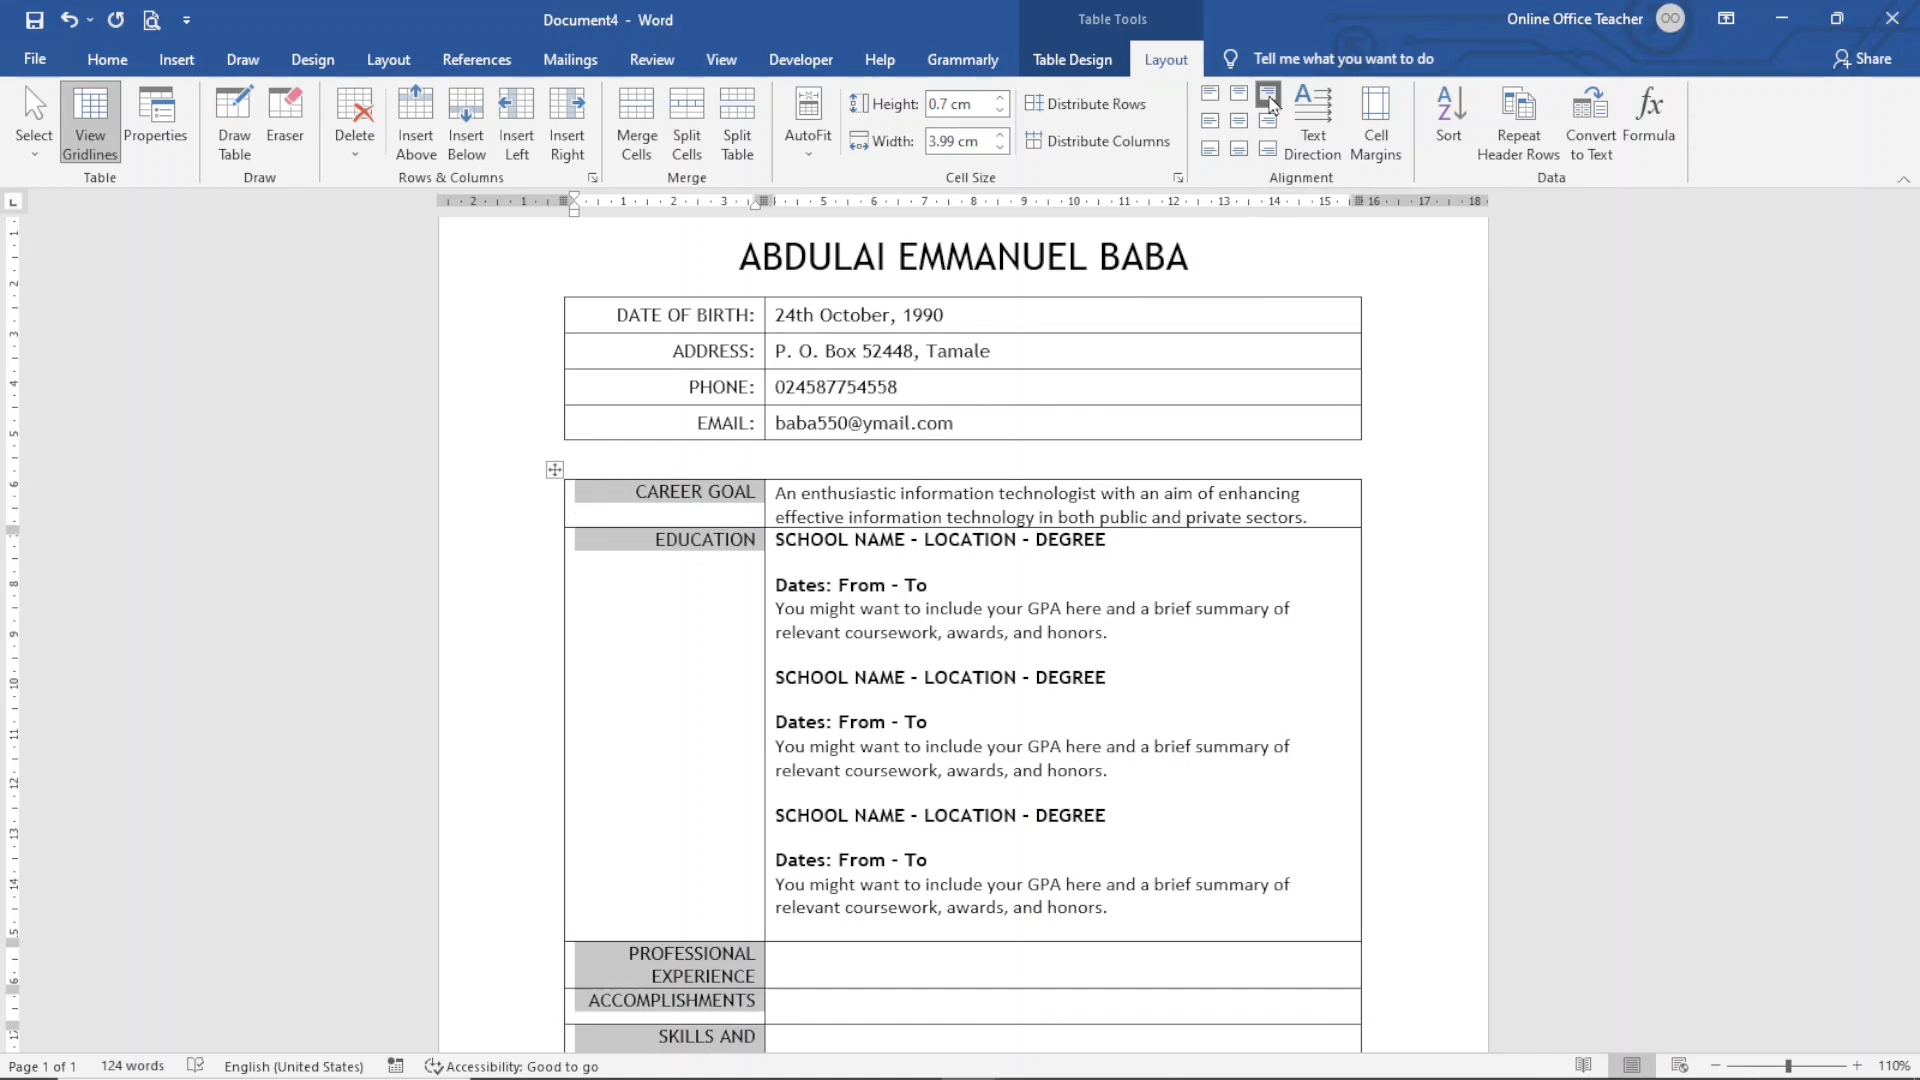 Document4 - Word
Table Tools
Online Office Teacher
OO
File
Home
Insert
Draw
Design
Layout
References
Mailings
Review
View
Developer
Help
Grammarly
Table Design
Layout
Tell me what you want to do
Share
Select
View Gridlines
Properties
Table
Draw Table
Eraser
Draw
Delete
Insert Above
Insert Below
Insert Left
Insert Right
Rows & Columns
Merge Cells
Split Cells
Split Table
Merge
AutoFit
Height: 0.7 cm
Width: 3.99 cm
Distribute Rows
Distribute Columns
Cell Size
Text Direction
Cell Margins
Alignment
Sort
Repeat Header Rows
Convert to Text
Formula
Data
ABDULAI EMMANUEL BABA
DATE OF BIRTH: 24th October, 1990
ADDRESS: P. O. Box 52448, Tamale
PHONE: 024587754558
EMAIL: baba550@ymail.com
CAREER GOAL An enthusiastic information technologist with an aim of enhancing
effective information technology in both public and private sectors.
EDUCATION SCHOOL NAME - LOCATION - DEGREE
Dates: From - To
You might want to include your GPA here and a brief summary of
relevant coursework, awards, and honors.
SCHOOL NAME - LOCATION - DEGREE
Dates: From - To
You might want to include your GPA here and a brief summary of
relevant coursework, awards, and honors.
SCHOOL NAME - LOCATION - DEGREE
Dates: From - To
You might want to include your GPA here and a brief summary of
relevant coursework, awards, and honors.
PROFESSIONAL
EXPERIENCE
ACCOMPLISHMENTS
SKILLS AND
Page 1 of 1
124 words
English (United States)
Accessibility: Good to go
110%